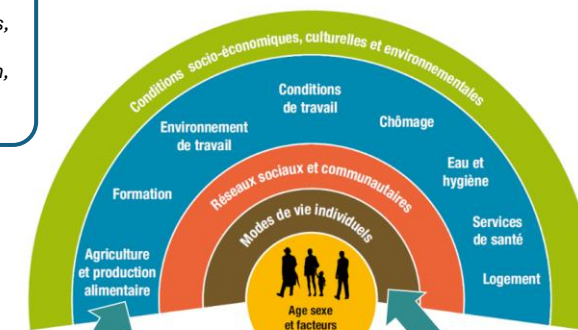 s,
n,
Conditions socio-économiques, culturelles et environnementales
Conditions
de travail
Environnement
de travail
Chômage
Eau et
hygiène
Formation
Réseaux sociaux et communautaires
Modes de vie individuels
Services
de santé
Agriculture
et production
alimentaire
Logement
Age sexe
et facteurs